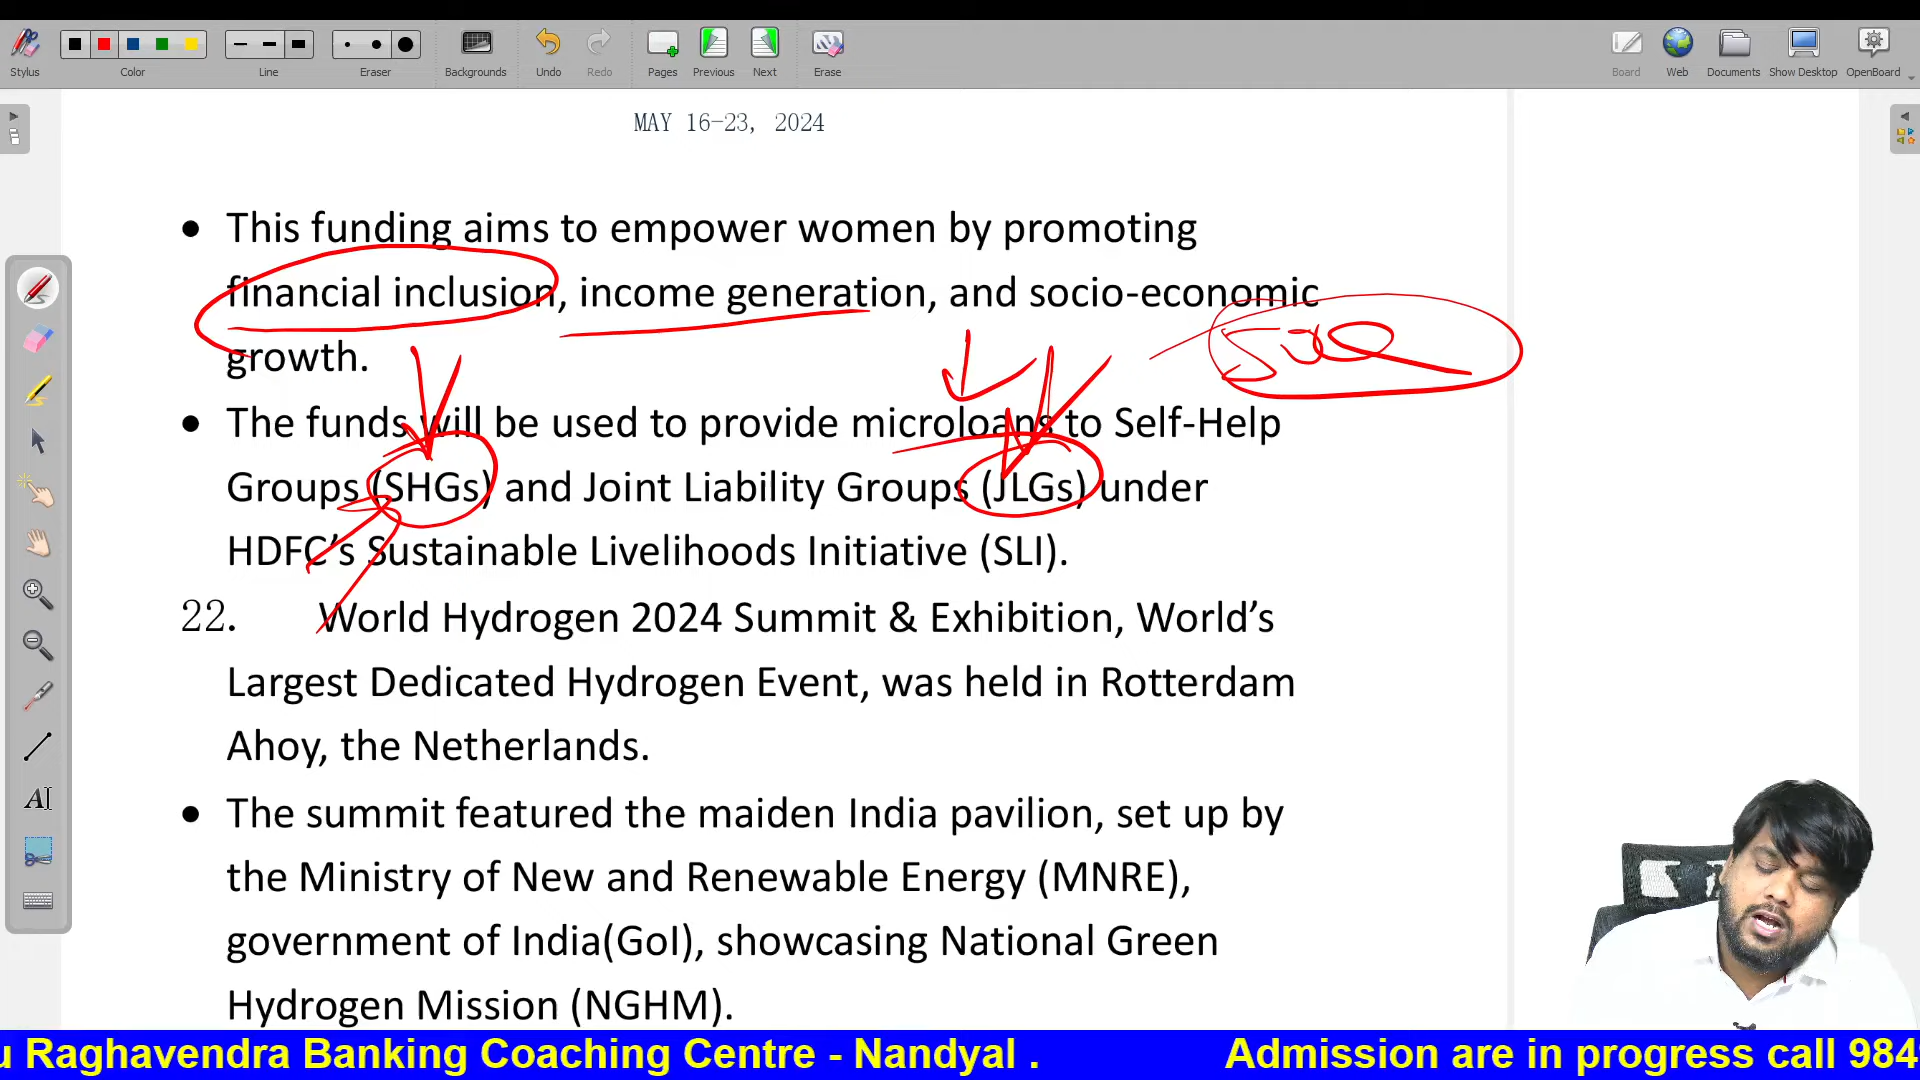 Stylus
Color
Line
Eraser
Backgrounds
Undo
Redo
Pages
Previous
Next
Erase
Board
Web
Documents
Show Desktop
OpenBoard
MAY 16-23, 2024
• This funding aims to empower women by promoting
financial inclusion, income generation, and socio-economic
growth.
• The funds will be used to provide microloans to Self-Help
Groups (SHGs) and Joint Liability Groups (JLGs) under
HDFC’s Sustainable Livelihoods Initiative (SLI).
22. World Hydrogen 2024 Summit & Exhibition, World’s
Largest Dedicated Hydrogen Event, was held in Rotterdam
Ahoy, the Netherlands.
• The summit featured the maiden India pavilion, set up by
the Ministry of New and Renewable Energy (MNRE),
government of India(GoI), showcasing National Green
Hydrogen Mission (NGHM).
u Raghavendra Banking Coaching Centre - Nandyal . Admission are in progress call 984